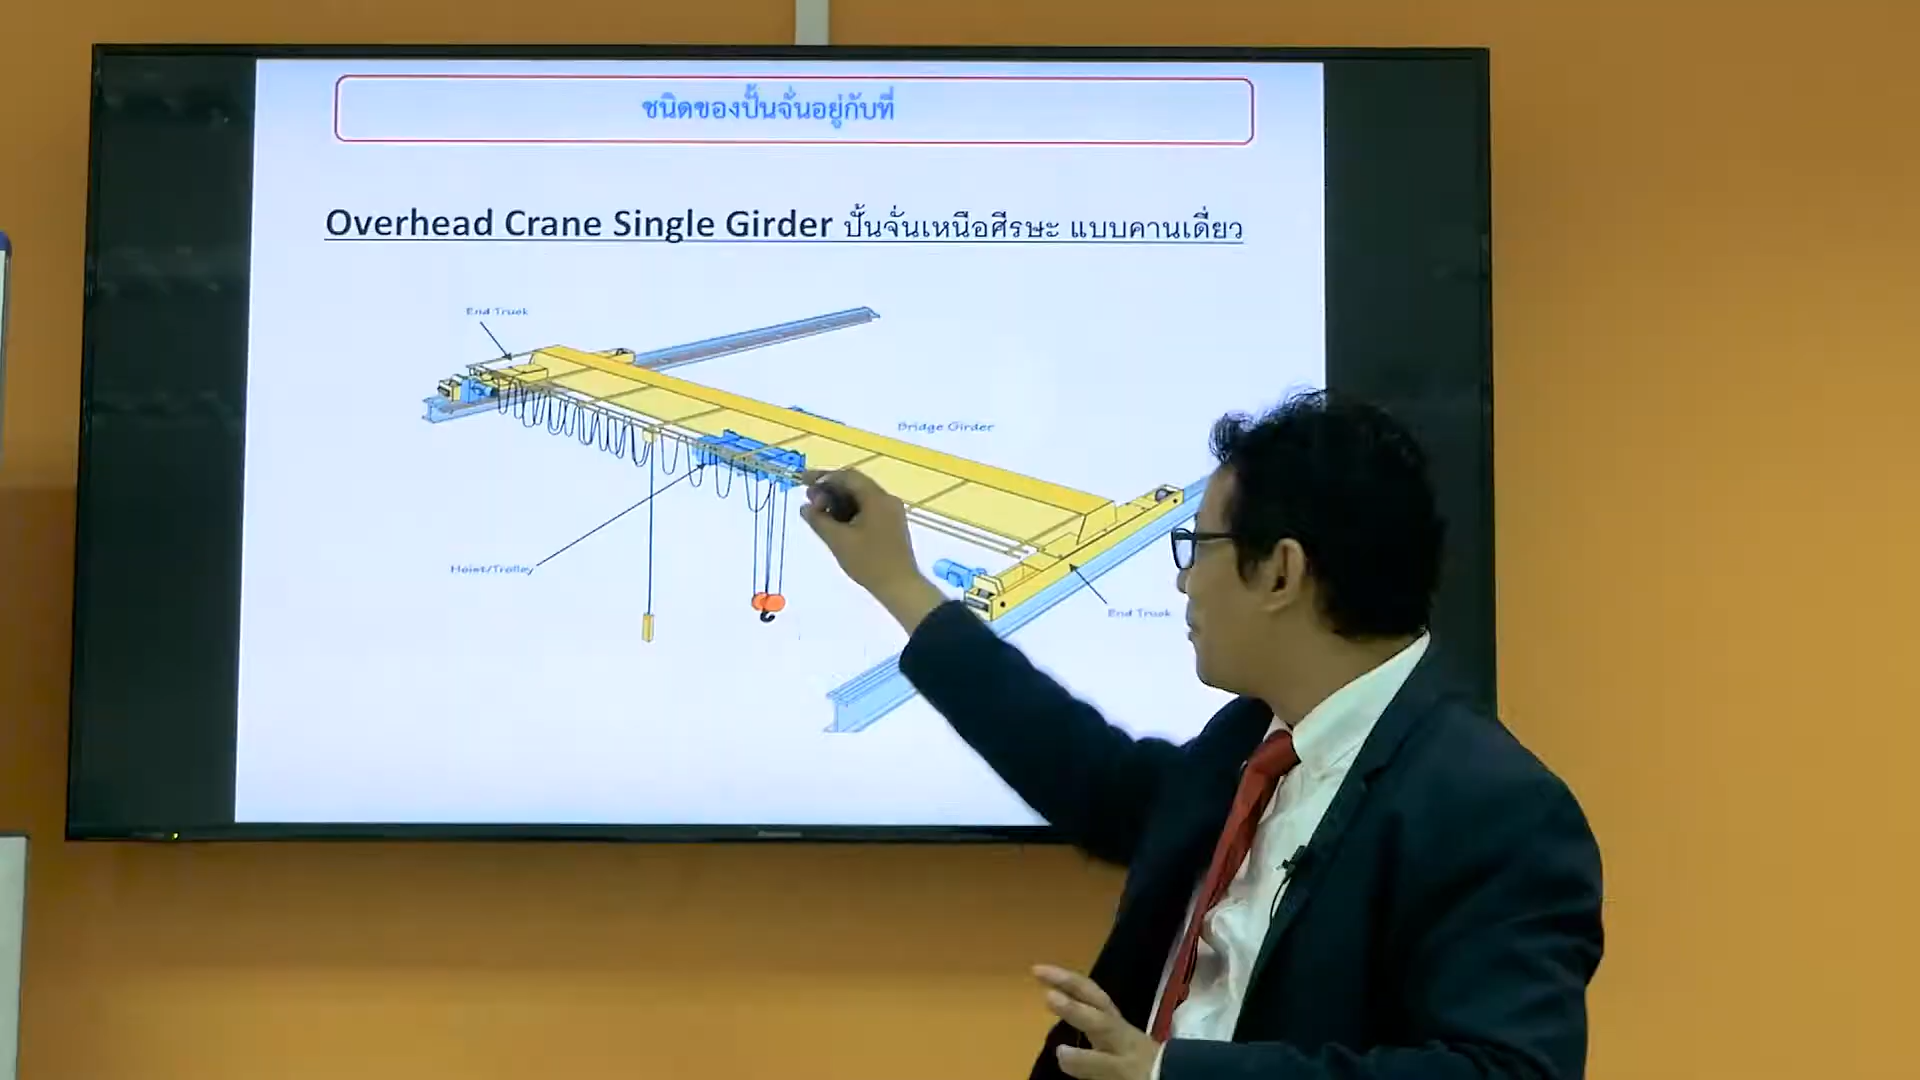 ชนิดของปั้นจั่นอยู่กับที่
Overhead Crane Single Girder ปั้นจั่นเหนือศีรษะ แบบคานเดี่ยว
End Truck
Bridge Girder
Hoist/Trolley
End Truck